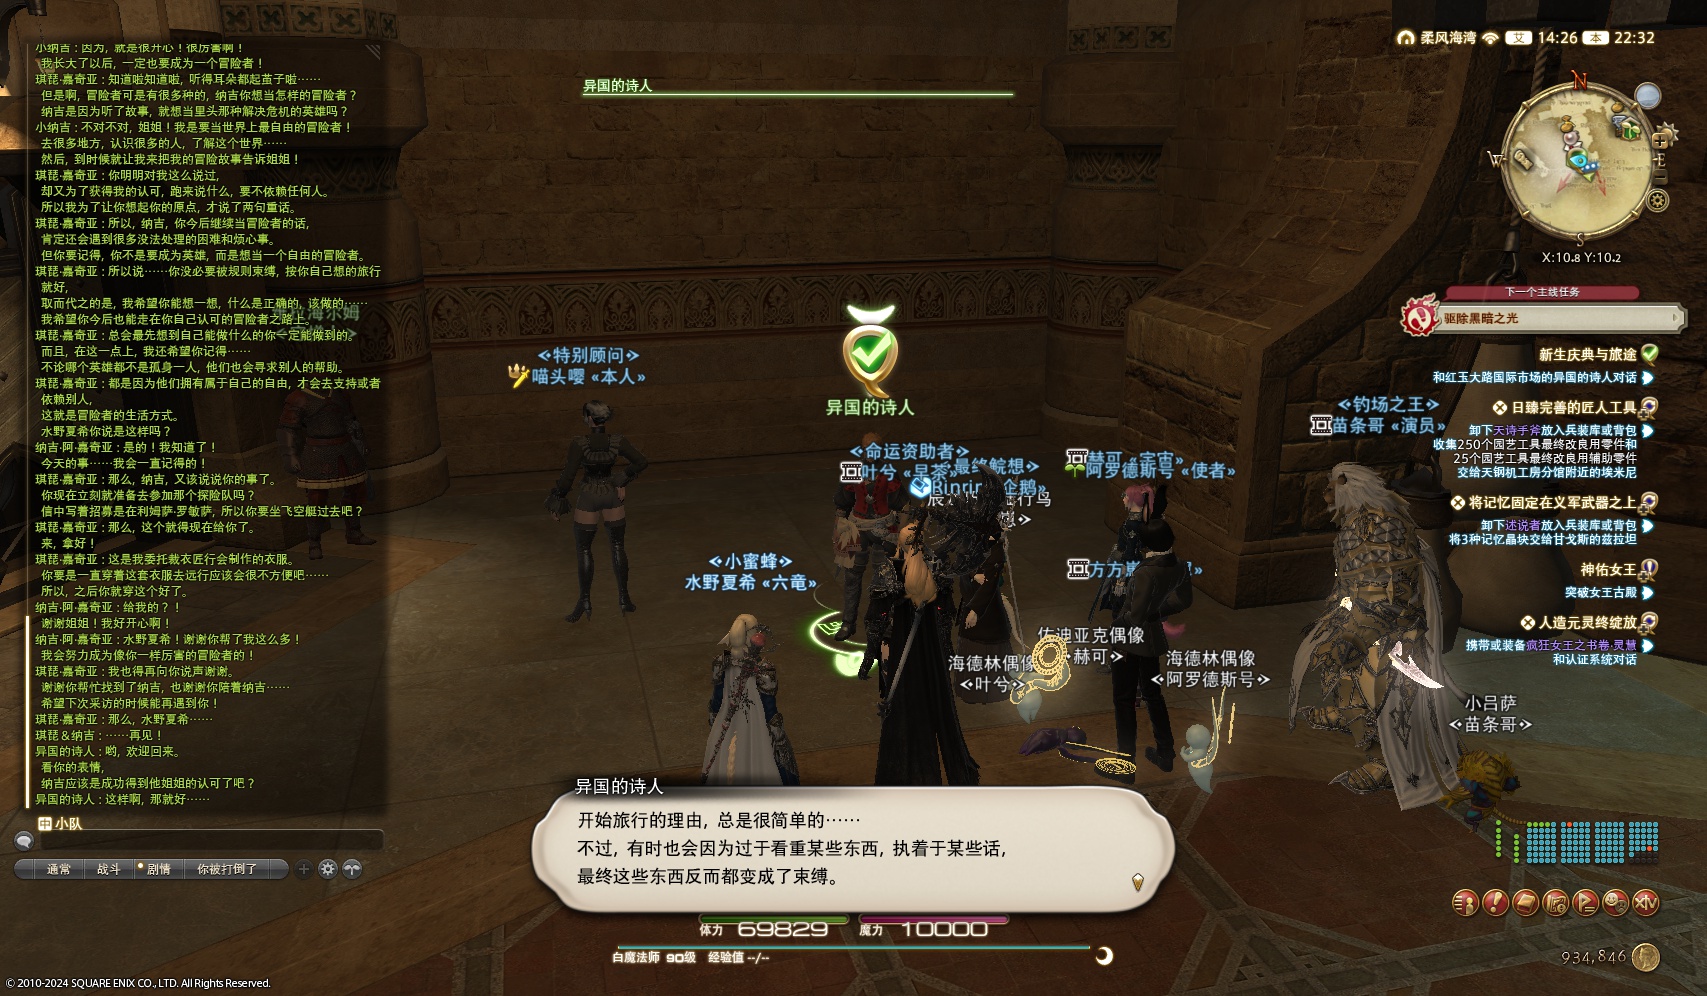 小纳吉：因为，就是很开心！很厉害啊！
我长大了以后，一定也要成为一个冒险者！
琪琵·嘉奇亚：知道啦知道啦，听得耳朵都起茧子啦……
但是啊，冒险者可是有很多种的，纳吉你想当怎样的冒险者？
纳吉是因为听了故事，就想当里头那种解决危机的英雄吗？
小纳吉：不对不对，姐姐！我是要当世界上最自由的冒险者！
去很多地方，认识很多的人，了解这个世界……
然后，到时候就让我来把我的冒险故事告诉姐姐！
琪琵·嘉奇亚：你明明对我这么说过，
却又为了获得我的认可，跑来说什么，要不依赖任何人。
所以我为了让你想起你的原点，才说了两句重话。
琪琵·嘉奇亚：所以，纳吉，你今后继续当冒险者的话，
肯定还会遇到很多没法处理的困难和烦心事。
但你要记得，你不是要成为英雄，而是想当一个自由的冒险者。
琪琵·嘉奇亚：所以说……你没必要被规则束缚，按你自己想的旅行
就好，
取而代之的是，我希望你能想一想，什么是正确的，该做的……
我希望你今后也能走在你自己认可的冒险者之路上。
琪琵·嘉奇亚：总会最先想到自己能做什么的你一定能做到的。
而且，在这一点上，我还希望你记得……
不论哪个英雄都不是孤身一人，他们也会寻求别人的帮助。
琪琵·嘉奇亚：都是因为他们拥有属于自己的自由，才会去支持或者
依赖别人，
这就是冒险者的生活方式。
水野夏希你说是这样吗？
纳吉·阿·嘉奇亚：是的！我知道了！
今天的事……我会一直记得的！
琪琵·嘉奇亚：那么，纳吉，又该说说你的事了。
你现在立刻就准备去参加那个探险队吗？
信中写着招募是在利姆萨·罗敏萨，所以你要坐飞空艇过去吧？
琪琵·嘉奇亚：那么，这个就得现在给你了。
来，拿好！
琪琵·嘉奇亚：这是我委托裁衣匠行会制作的衣服。
你要是一直穿着这套衣服去远行应该会很不方便吧……
所以，之后你就穿这个好了。
纳吉·阿·嘉奇亚：给我的？！
谢谢姐姐！我好开心啊！
纳吉·阿·嘉奇亚：水野夏希！谢谢你帮了我这么多！
我会努力成为像你一样厉害的冒险者的！
琪琵·嘉奇亚：我也得再向你说声谢谢。
谢谢你帮忙找到了纳吉，也谢谢你陪着纳吉……
希望下次采访的时候能再遇到你！
琪琵·嘉奇亚：那么，水野夏希……
琪琵＆纳吉：……再见！
异国的诗人：哟，欢迎回来。
看你的表情，
纳吉应该是成功得到他姐姐的认可了吧？
异国的诗人：这样啊，那就好……
小队
通常 战斗 剧情 你被打倒了
异国的诗人
<特别顾问>
喵头嘤 «本人»
异国的诗人
<命运资助者>
<小蜜蜂>
水野夏希 «六竜»
阿罗德斯号 «使者»
<钓场之王>
苗条哥 «演员»
佐迪亚克偶像
<赫可>
海德林偶像
<叶兮>
海德林偶像
<阿罗德斯号>
小吕萨
<苗条哥>
异国的诗人
开始旅行的理由，总是很简单的……
不过，有时也会因为过于看重某些东西，执着于某些话，
最终这些东西反而都变成了束缚。
体力 69829 魔力 10000
白魔法师 90级 经验值 --/--
柔风海湾 艾 14:26 本 22:32
N
W
E
S
X:10.8 Y:10.2
下一个主线任务
驱除黑暗之光
新生庆典与旅途
和红玉大路国际市场的异国的诗人对话
日臻完善的匠人工具
卸下天诗手斧放入兵装库或背包
收集250个园艺工具最终改良用零件和
25个园艺工具最终改良用辅助零件
交给天钢机工房分馆附近的埃米尼
将记忆固定在义军武器之上
卸下述说者放入兵装库或背包
将3种记忆晶块交给甘戈斯的兹拉坦
神佑女王
突破女王古殿
人造元灵终绽放
携带或装备疯狂女王之书卷·灵慧
和认证系统对话
934,846
© 2010-2024 SQUARE ENIX CO., LTD. All Rights Reserved.